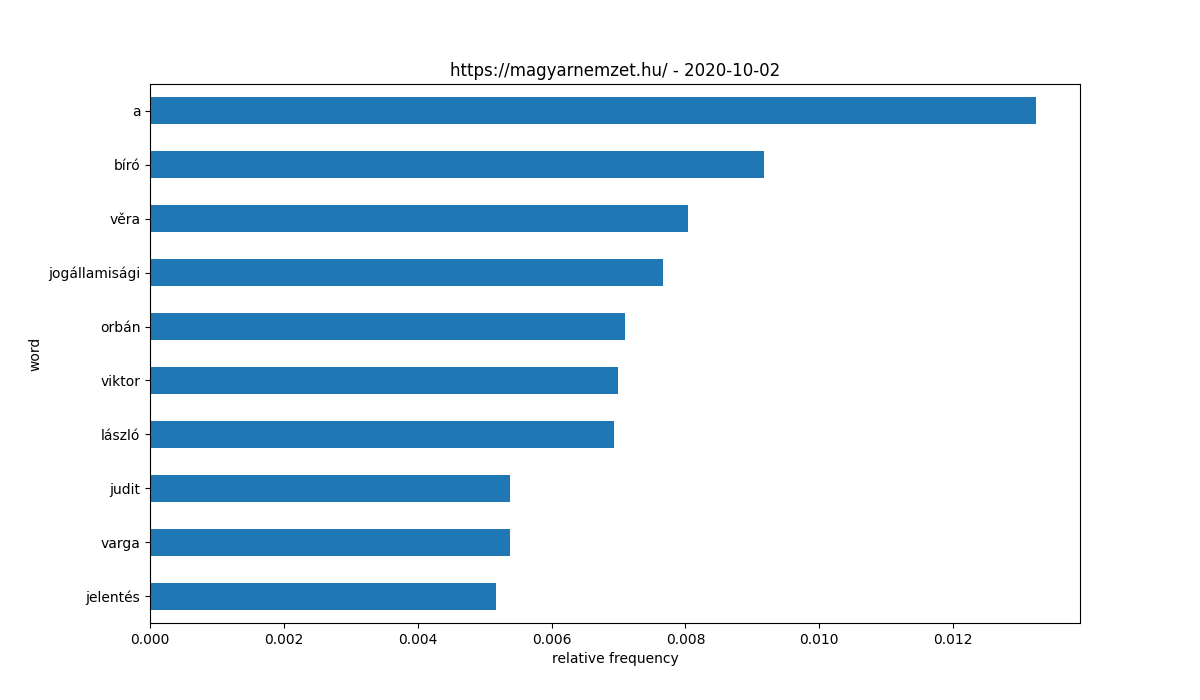 https://magyarnemzet.hu/ - 2020-10-02
a
bíró
věra
jogállamisági
orbán
viktor
lászló
judit
varga
jelentés
word
0.000 0.002 0.004 0.006 0.008 0.010 0.012
relative frequency